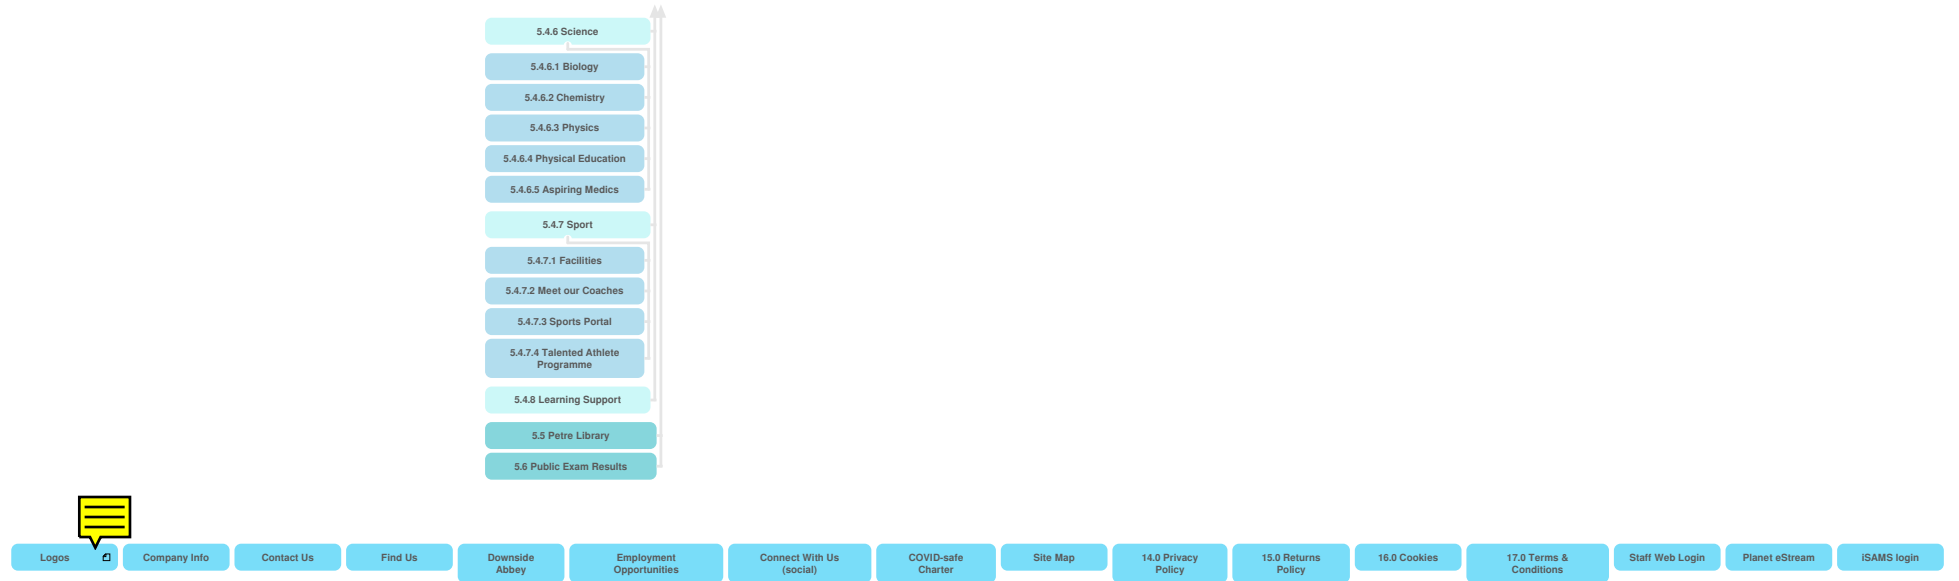 5.4.6 Science
5.4.6.1 Biology
5.4.6.2 Chemistry
5.4.6.3 Physics
5.4.6.4 Physical Education
5.4.6.5 Aspiring Medics
5.4.7 Sport
5.4.7.1 Facilities
5.4.7.2 Meet our Coaches
5.4.7.3 Sports Portal
5.4.7.4 Talented Athlete
Programme
5.4.8 Learning Support
5.5 Petre Library
5.6 Public Exam Results
Logos
Company Info
Contact Us
Find Us
Downside
Abbey
Employment
Opportunities
Connect With Us
(social)
COVID-safe
Charter
Site Map
14.0 Privacy
Policy
15.0 Returns
Policy
16.0 Cookies
17.0 Terms &
Conditions
Staff Web Login
Planet eStream
iSAMS login